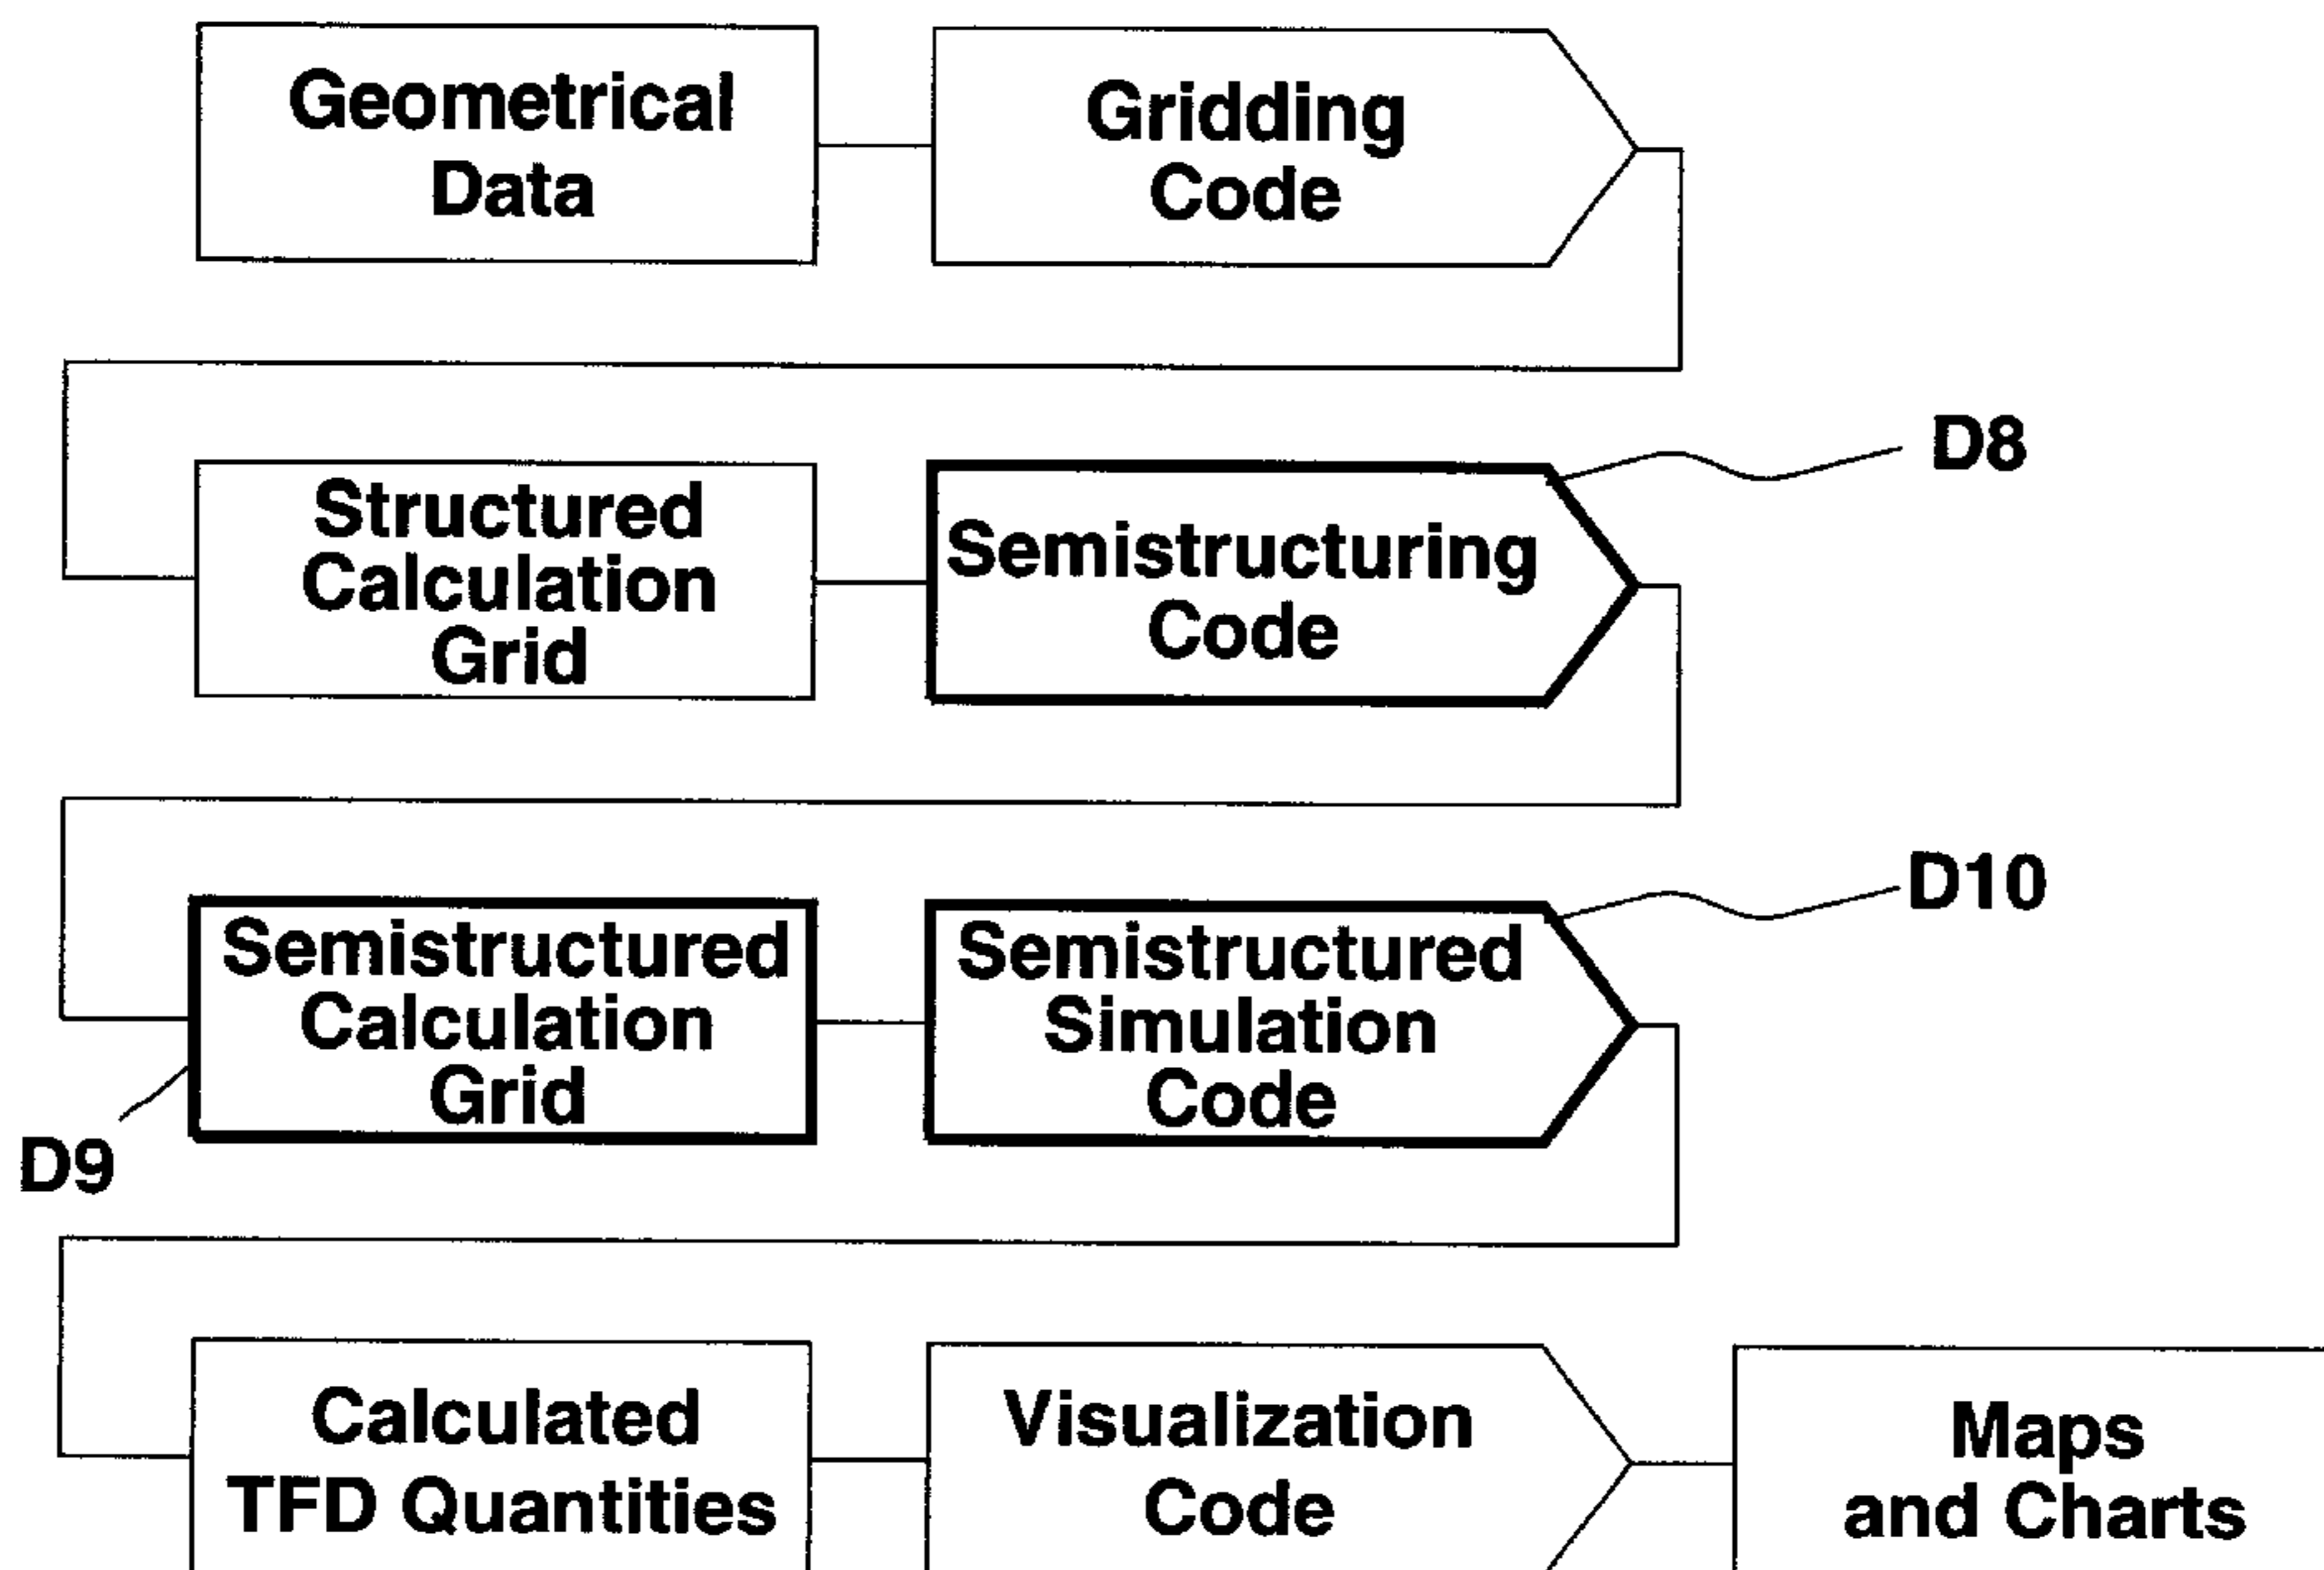 Geometrical
Data
Gridding
Code
Structured
Calculation
Grid
Semistructuring
Code
D8
Semistructured
Calculation
Grid
D9
Semistructured
Simulation
Code
D10
Calculated
TFD Quantities
Visualization
Code
Maps
and Charts